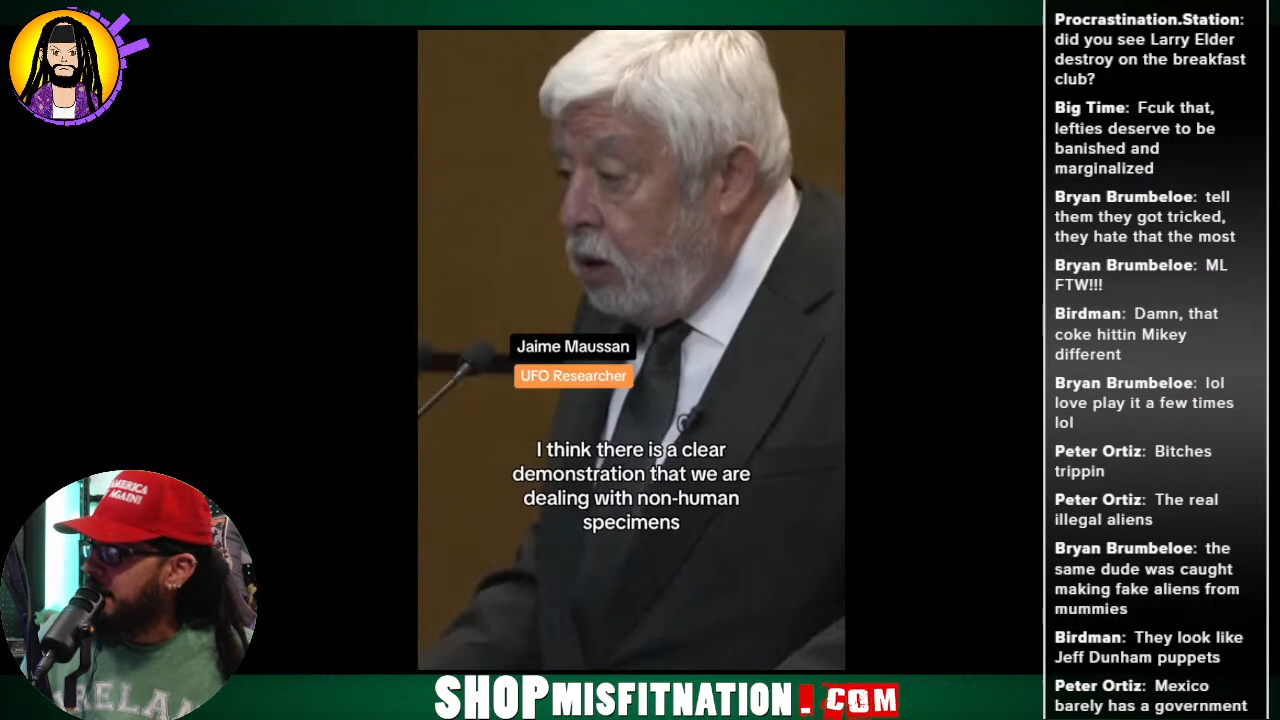 Jaime Maussan
UFO Researcher
I think there is a clear
demonstration that we are
dealing with non-human
specimens
AMERICA
AGAIN!
RELAN
SHOPMISFITNATION.COM
Procrastination.Station:
did you see Larry Elder
destroy on the breakfast
club?
Big Time: Fcuk that,
lefties deserve to be
banished and
marginalized
Bryan Brumbeloe: tell
them they got tricked,
they hate that the most
Bryan Brumbeloe: ML
FTW!!!
Birdman: Damn, that
coke hittin Mikey
different
Bryan Brumbeloe: lol
love play it a few times
lol
Peter Ortiz: Bitches
trippin
Peter Ortiz: The real
illegal aliens
Bryan Brumbeloe: the
same dude was caught
making fake aliens from
mummies
Birdman: They look like
Jeff Dunham puppets
Peter Ortiz: Mexico
barely has a government